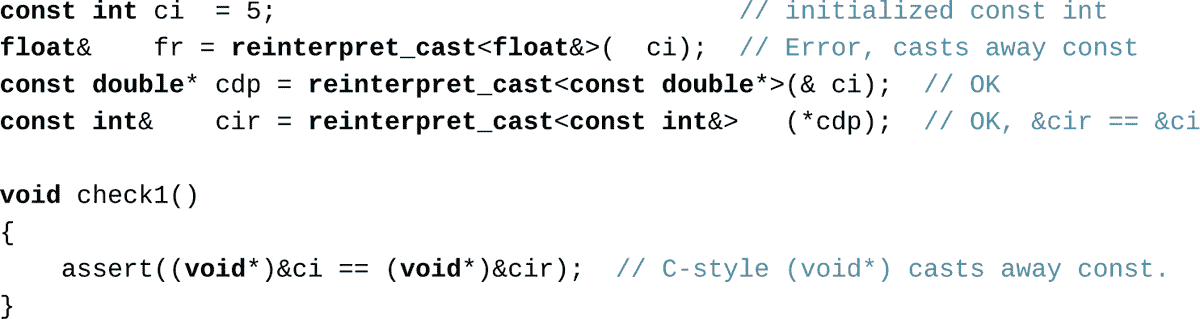 const int ci  = 5;                              // initialized const int
float&    fr = reinterpret_cast<float&>(  ci);  // Error, casts away const
const double* cdp = reinterpret_cast<const double*>(& ci);  // OK
const int&    cir = reinterpret_cast<const int&>   (*cdp);  // OK, &cir == &ci
void check1()
{
    assert((void*)&ci == (void*)&cir);  // C-style (void*) casts away const.
}